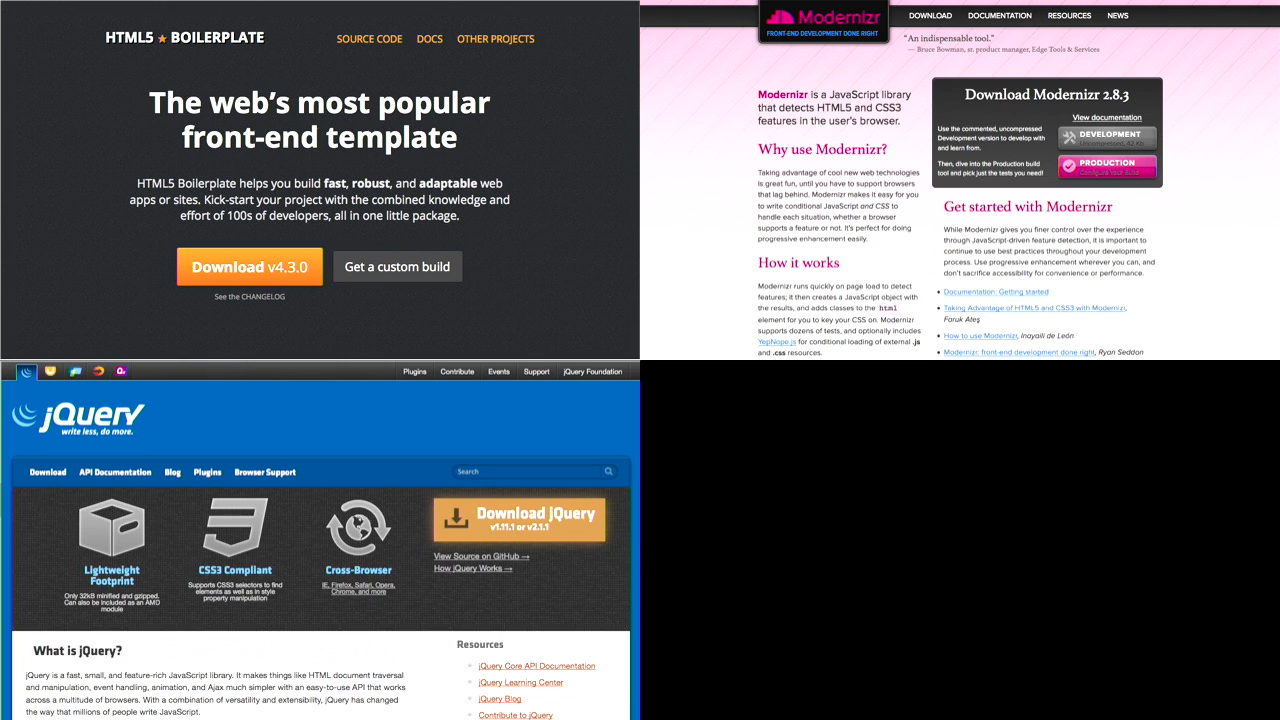 HTML5 ★ BOILERPLATE
SOURCE CODE DOCS OTHER PROJECTS
The web's most popular
front-end template
HTML5 Boilerplate helps you build fast, robust, and adaptable web
apps or sites. Kick-start your project with the combined knowledge and
effort of 100s of developers, all in one little package.
Download v4.3.0
Get a custom build
See the CHANGELOG
Modernizr
FRONT-END DEVELOPMENT DONE RIGHT
DOWNLOAD DOCUMENTATION RESOURCES NEWS
“An indispensable tool.”
— Bruce Bowman, sr. product manager, Edge Tools & Services
Modernizr is a JavaScript library
that detects HTML5 and CSS3
features in the user's browser.
Why use Modernizr?
Taking advantage of cool new web technologies
is great fun, until you have to support browsers
that lag behind. Modernizr makes it easy for you
to write conditional JavaScript and CSS to
handle each situation, whether a browser
supports a feature or not. It's perfect for doing
progressive enhancement easily.
How it works
Modernizr runs quickly on page load to detect
features; it then creates a JavaScript object with
the results, and adds classes to the html
element for you to key your CSS on. Modernizr
supports dozens of tests, and optionally includes
YepNope.js for conditional loading of external .js
and .css resources.
Download Modernizr 2.8.3
View documentation
Use the commented, uncompressed
Development version to develop with
and learn from.
DEVELOPMENT
Uncompressed, 42 Kb
Then, dive into the Production build
tool and pick just the tests you need!
PRODUCTION
Configure Your Build
Get started with Modernizr
While Modernizr gives you finer control over the experience
through JavaScript-driven feature detection, it is important to
continue to use best practices throughout your development
process. Use progressive enhancement wherever you can, and
don't sacrifice accessibility for convenience or performance.
Documentation: Getting started
Taking Advantage of HTML5 and CSS3 with Modernizr,
Faruk Ateş
How to use Modernizr, Inayaili de León
Modernizr: front-end development done right, Ryan Seddon
Plugins Contribute Events Support jQuery Foundation
jQuery
write less, do more.
Download API Documentation Blog Plugins Browser Support
Search
Lightweight
Footprint
Only 32kB minified and gzipped.
Can also be included as an AMD
module
CSS3 Compliant
Supports CSS3 selectors to find
elements as well as in style
property manipulation
Cross-Browser
IE, Firefox, Safari, Opera,
Chrome, and more
Download jQuery
v1.11.1 or v2.1.1
View Source on GitHub →
How jQuery Works →
What is jQuery?
jQuery is a fast, small, and feature-rich JavaScript library. It makes things like HTML document traversal
and manipulation, event handling, animation, and Ajax much simpler with an easy-to-use API that works
across a multitude of browsers. With a combination of versatility and extensibility, jQuery has changed
the way that millions of people write JavaScript.
Resources
jQuery Core API Documentation
jQuery Learning Center
jQuery Blog
Contribute to jQuery